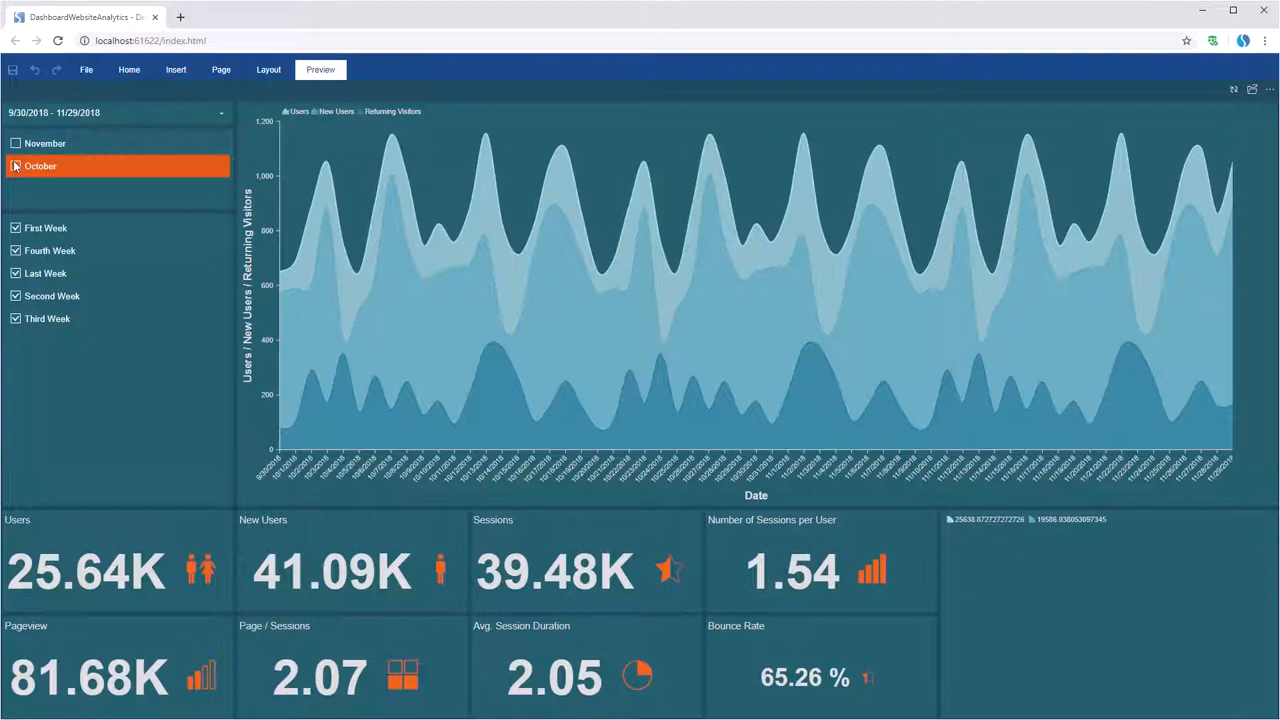 DashboardWebsiteAnalytics - De
localhost:61622/index.html
File Home Insert Page Layout Preview
9/30/2018 - 11/29/2018
November
October
First Week
Fourth Week
Last Week
Second Week
Third Week
Users New Users Returning Visitors
1,200
1,000
800
600
400
200
0
Users / New Users / Returning Visitors
Date
Users
25.64K
New Users
41.09K
Sessions
39.48K
Number of Sessions per User
1.54
25638.872727272726 19586.038053097345
Pageview
81.68K
Page / Sessions
2.07
Avg. Session Duration
2.05
Bounce Rate
65.26 %